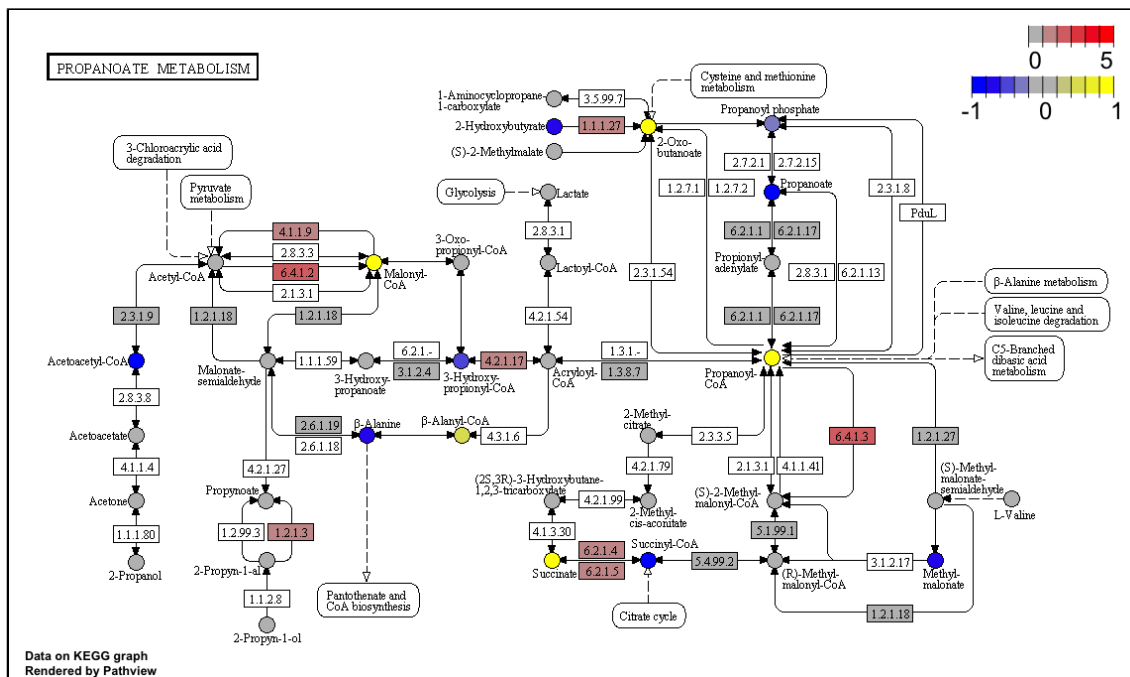 PROPANOATE METABOLISM
0 5
-1 0 1
Cysteine and methionine
metabolism
1-Aminocyclopropane-
1-carboxylate
3.5.99.7
Propanoyl phosphate
2-Hydroxybutyrate
1.1.1.27
2-Oxo-
butanoate
(S)-2-Methylmalate
3-Chloroacrylic acid
degradation
2.7.2.1
2.7.2.15
Pyruvate
metabolism
Glycolysis
Lactate
1.2.7.1
1.2.7.2
Propanoate
2.3.1.8
PduL
4.1.1.9
2.8.3.3
Acetyl-CoA
6.4.1.2
Malonyl-
CoA
2.1.3.1
3-Oxo-
propionyl-CoA
2.8.3.1
Lactoyl-CoA
6.2.1.1
6.2.1.17
Propionyl-
adenylate
2.3.1.54
2.8.3.1
6.2.1.13
β-Alanine metabolism
Valine, leucine and
isoleucine degradation
C5-Branched
dibasic acid
metabolism
2.3.1.9
1.2.1.18
1.2.1.18
4.2.1.54
6.2.1.1
6.2.1.17
Acetoacetyl-CoA
Malonate-
semialdehyde
1.1.1.59
3-Hydroxy-
propanoate
6.2.1.-
3.1.2.4
3-Hydroxy-
propionyl-CoA
4.2.1.17
Acryloyl-
CoA
1.3.1.-
1.3.8.7
Propanoyl-
CoA
2.8.3.8
Acetoacetate
2.6.1.19
2.6.1.18
β-Alanine
β-Alanyl-CoA
4.3.1.6
2-Methyl-
citrate
2.3.3.5
6.4.1.3
1.2.1.27
4.1.1.4
Acetone
4.2.1.27
Propynoate
4.2.1.79
2.1.3.1
4.1.1.41
(2S,3R)-3-Hydroxybutane-
1,2,3-tricarboxylate
4.2.1.99
2-Methyl-
cis-aconitate
(S)-2-Methyl-
malonyl-CoA
(S)-Methyl-
malonate-
semialdehyde
L-Valine
1.1.1.80
2-Propanol
1.2.99.3
1.2.1.3
2-Propyn-1-al
4.1.3.30
Succinate
6.2.1.4
6.2.1.5
Succinyl-CoA
5.4.99.2
5.1.99.1
(R)-Methyl-
malonyl-CoA
3.1.2.17
Methyl-
malonate
1.1.2.8
2-Propyn-1-ol
Pantothenate and
CoA biosynthesis
Citrate cycle
1.2.1.18
Data on KEGG graph
Rendered by Pathview